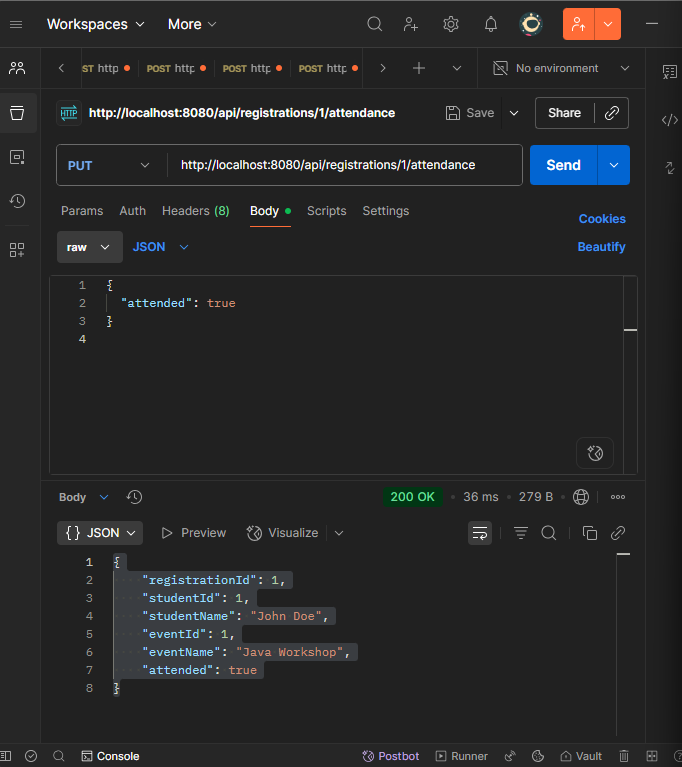 Workspaces More
ST http POST http POST http POST http No environment
HTTP http://localhost:8080/api/registrations/1/attendance Save Share
PUT http://localhost:8080/api/registrations/1/attendance Send
Params Auth Headers (8) Body Scripts Settings Cookies
raw JSON Beautify
1 {
2 "attended": true
3 }
4
Body 200 OK 36 ms 279 B
{} JSON Preview Visualize
1 {
2 "registrationId": 1,
3 "studentId": 1,
4 "studentName": "John Doe",
5 "eventId": 1,
6 "eventName": "Java Workshop",
7 "attended": true
8 }
Console Postbot Runner Vault